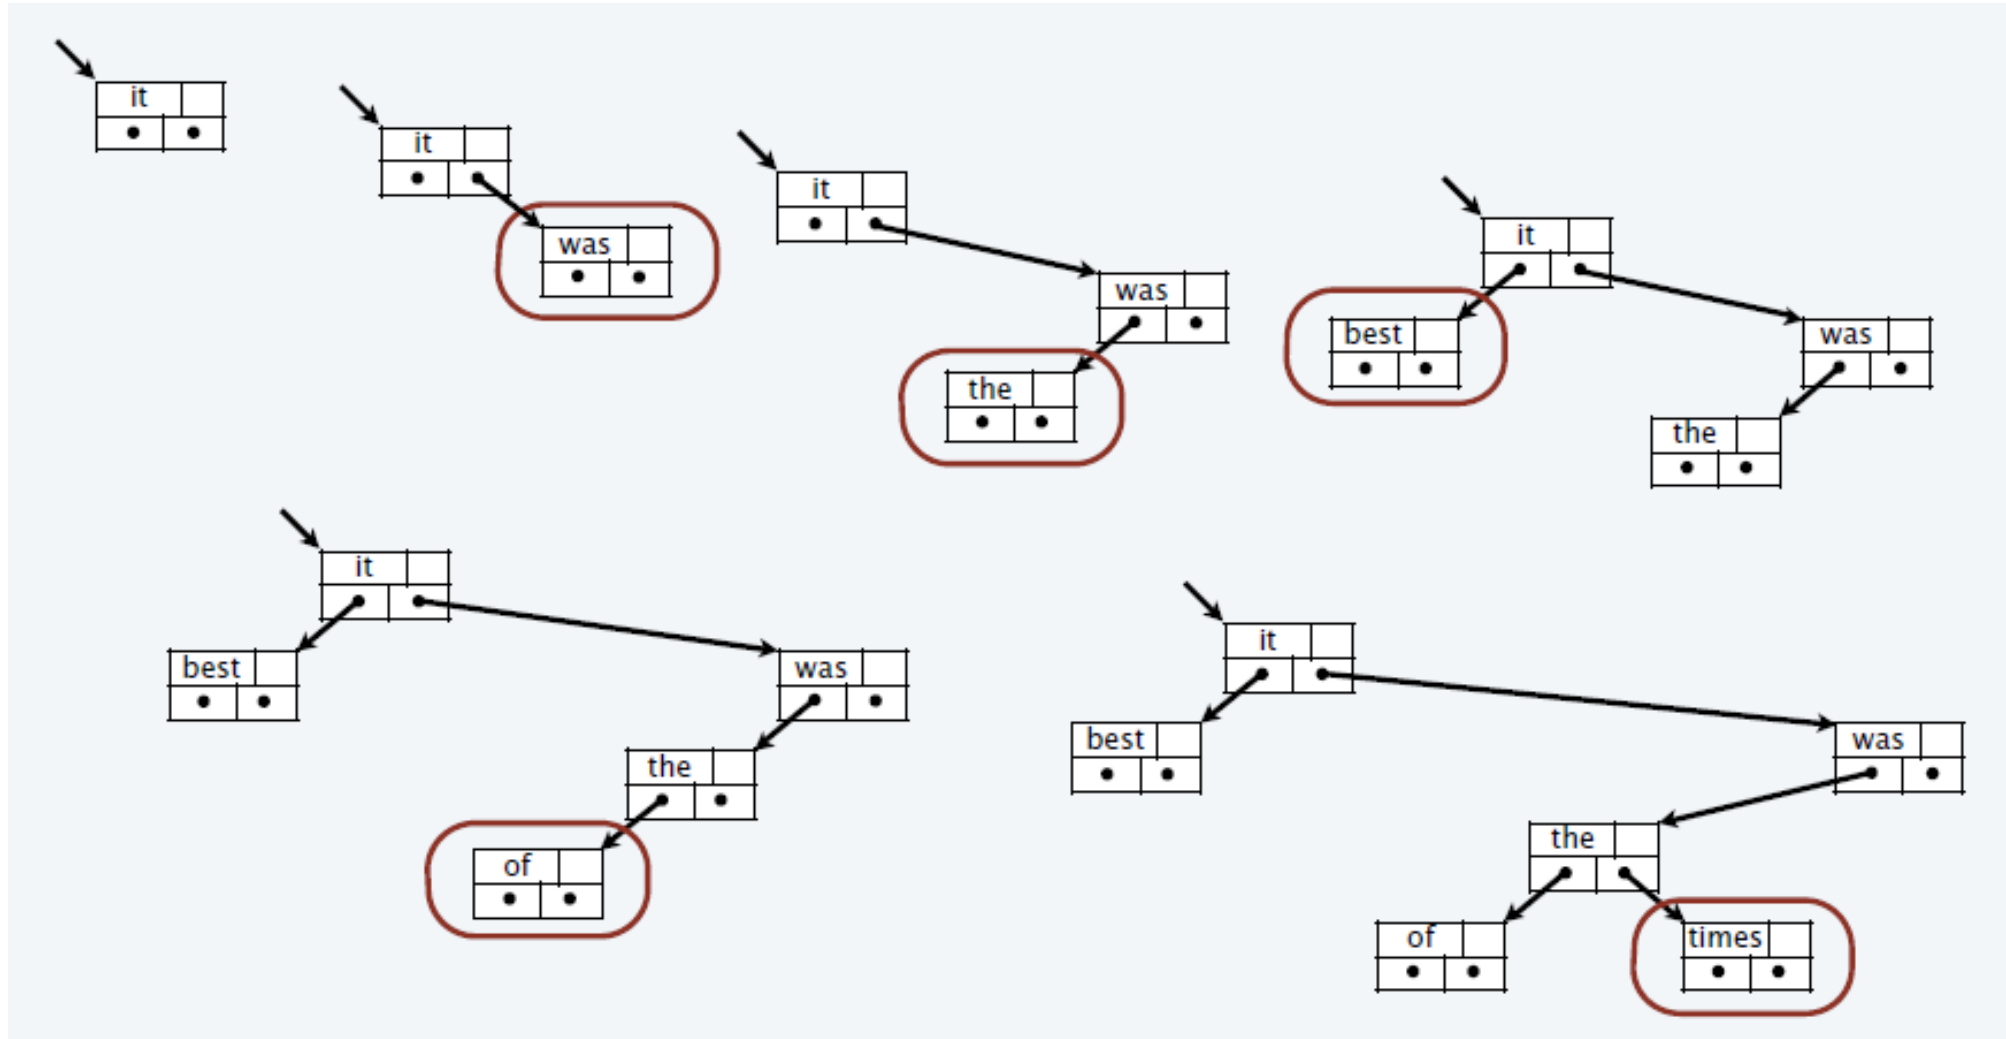 it
it
was
it
was
the
it
best
was
the
it
best
was
the
of
it
best
was
the
of
times